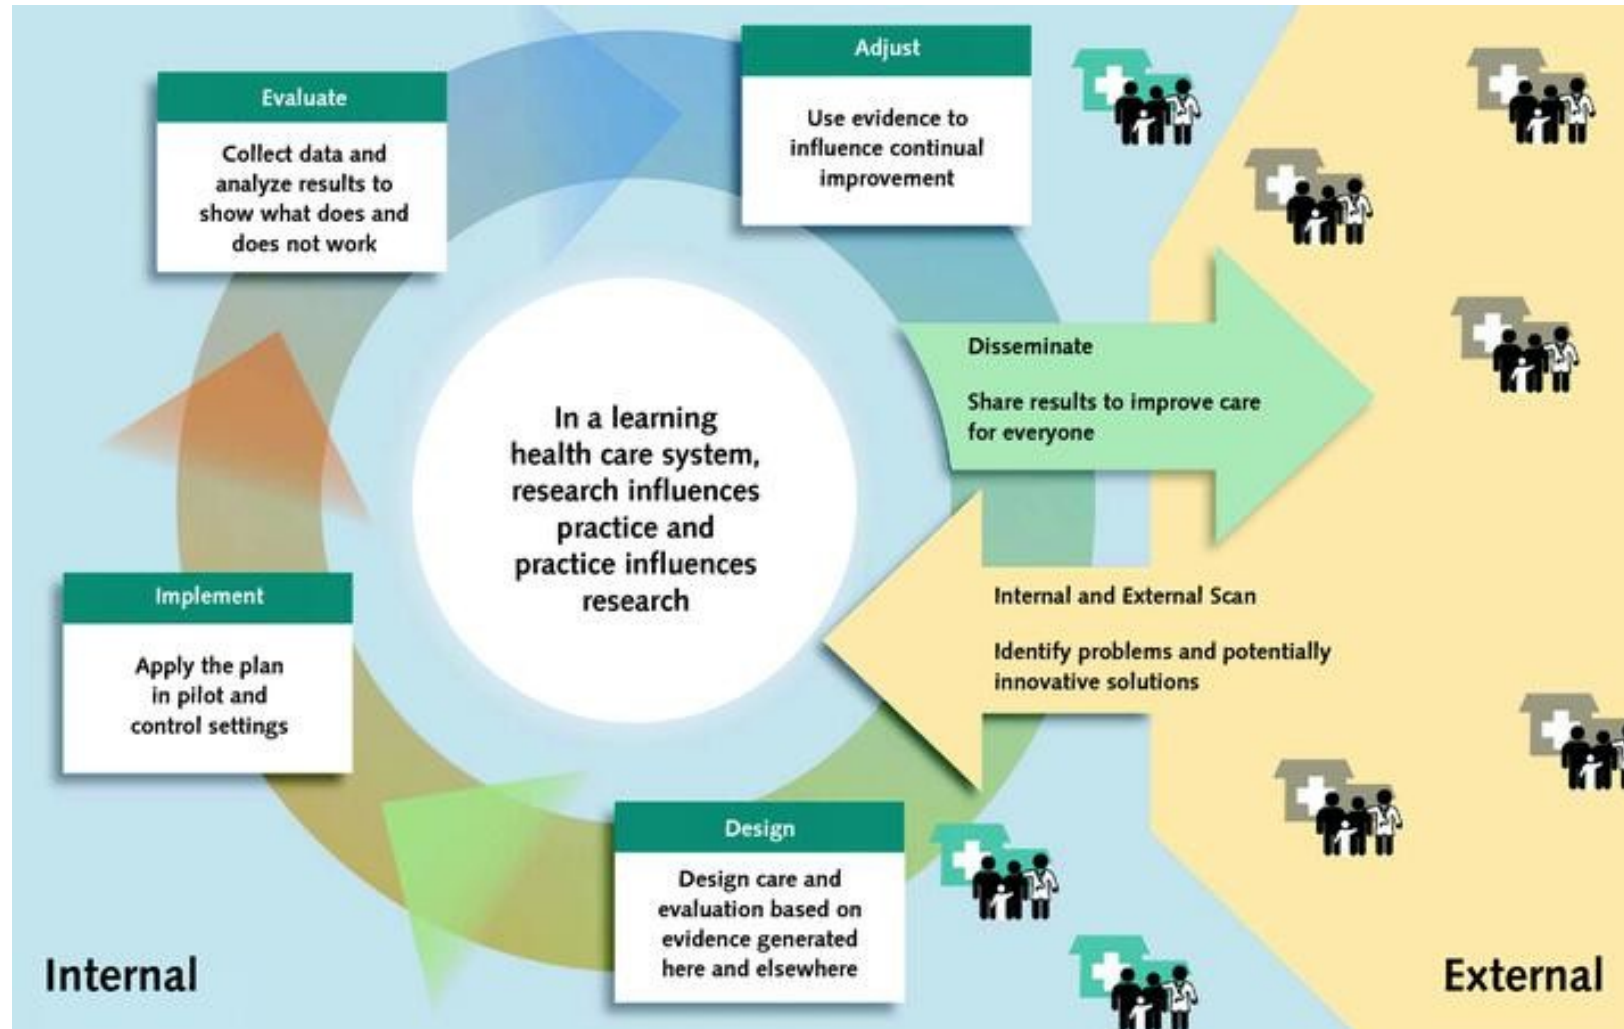 Evaluate
Collect data and
analyze results to
show what does and
does not work
Adjust
Use evidence to
influence continual
improvement
Disseminate
Share results to improve care
for everyone
In a learning
health care system,
research influences
practice and
practice influences
research
Internal and External Scan
Identify problems and potentially
innovative solutions
Implement
Apply the plan
in pilot and
control settings
Design
Design care and
evaluation based on
evidence generated
here and elsewhere
Internal
External